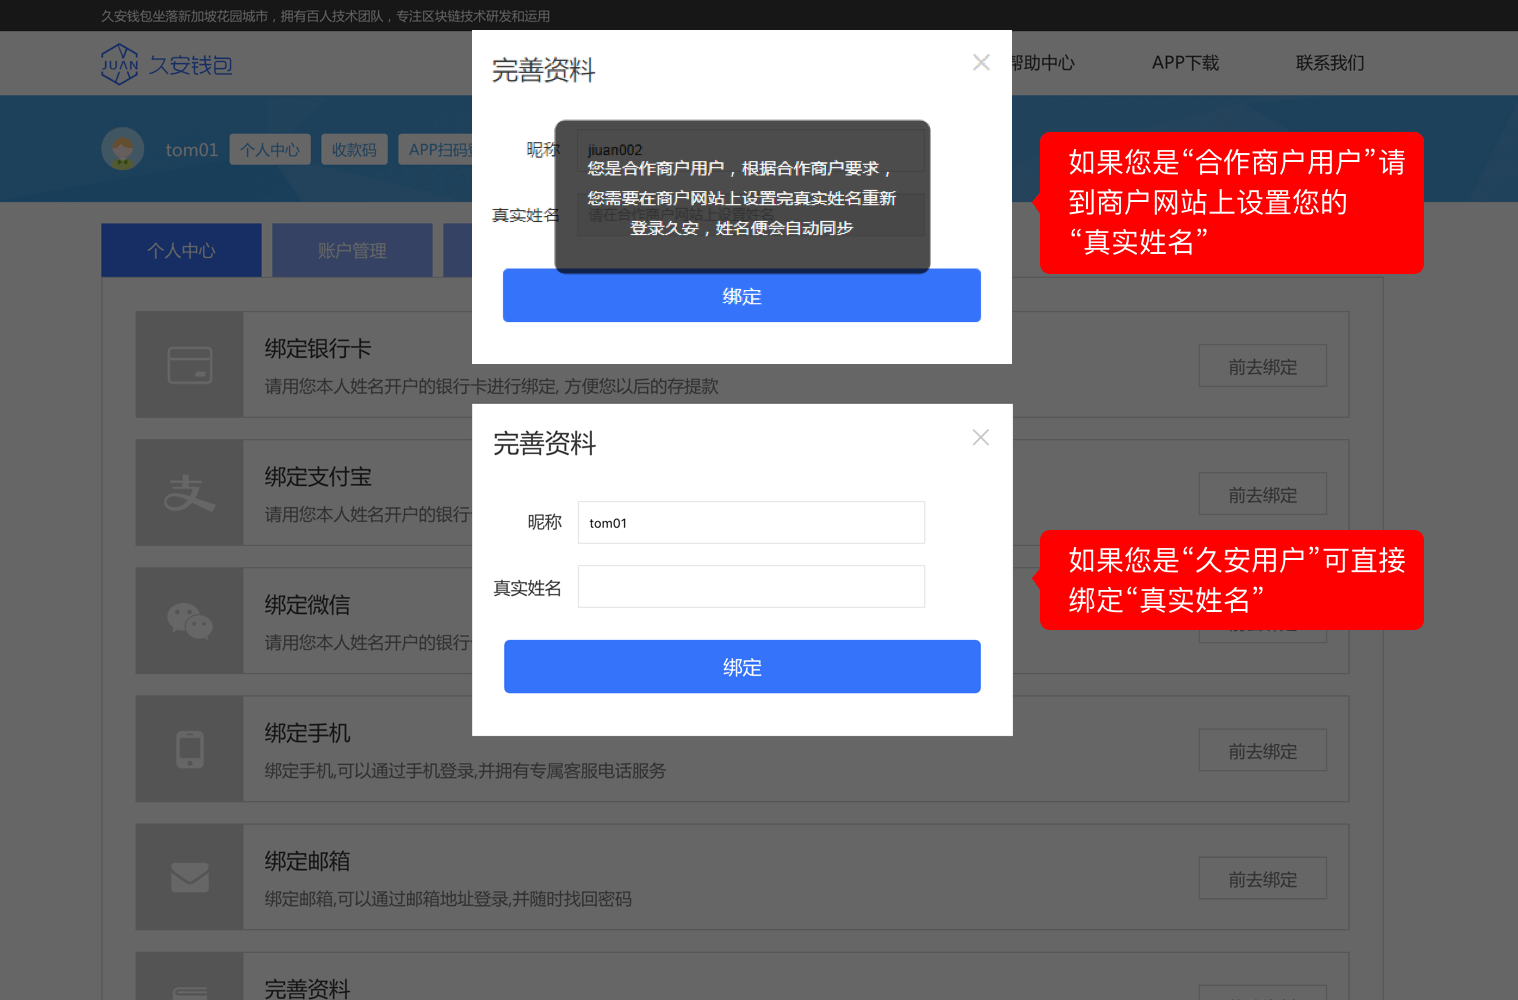 久安钱包坐落新加坡花园城市，拥有百人技术团队，专注区块链技术研发和运用
JUAN 久安钱包
帮助中心 APP下载 联系我们
tom01 个人中心 收款码 APP扫码
个人中心 账户管理
完善资料
昵称 jiuan002
真实姓名 请在合作商户网站上设置姓名
您是合作商户用户，根据合作商户要求，
您需要在商户网站上设置完真实姓名重新
登录久安，姓名便会自动同步
绑定
如果您是“合作商户用户”请
到商户网站上设置您的
“真实姓名”
绑定银行卡
请用您本人姓名开户的银行卡进行绑定, 方便您以后的存提款
前去绑定
完善资料
昵称 tom01
真实姓名
绑定
如果您是“久安用户”可直接
绑定“真实姓名”
绑定支付宝
请用您本人姓名开户的银行
前去绑定
绑定微信
请用您本人姓名开户的银行
绑定手机
绑定手机,可以通过手机登录,并拥有专属客服电话服务
前去绑定
绑定邮箱
绑定邮箱,可以通过邮箱地址登录,并随时找回密码
前去绑定
完善资料